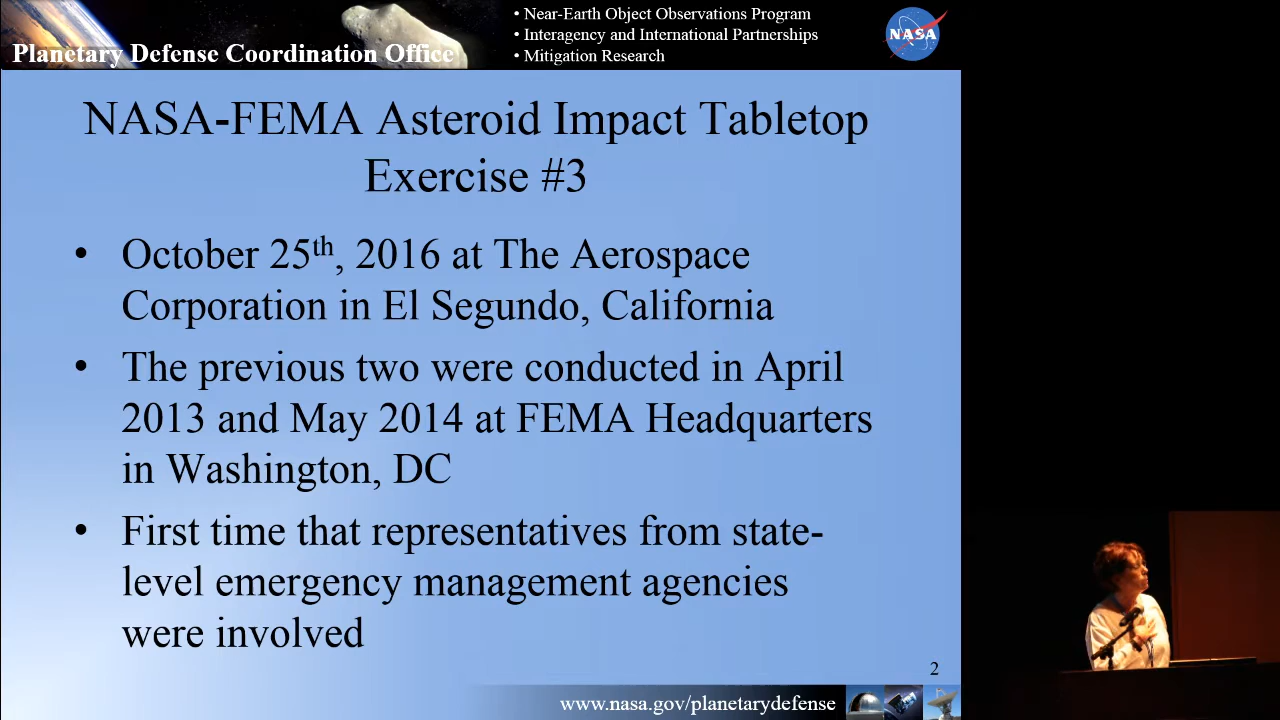 Planetary Defense Coordination Office
• Near-Earth Object Observations Program
• Interagency and International Partnerships
• Mitigation Research
NASA
NASA-FEMA Asteroid Impact Tabletop
Exercise #3
• October 25th, 2016 at The Aerospace
Corporation in El Segundo, California
• The previous two were conducted in April
2013 and May 2014 at FEMA Headquarters
in Washington, DC
• First time that representatives from state-
level emergency management agencies
were involved
2
www.nasa.gov/planetarydefense